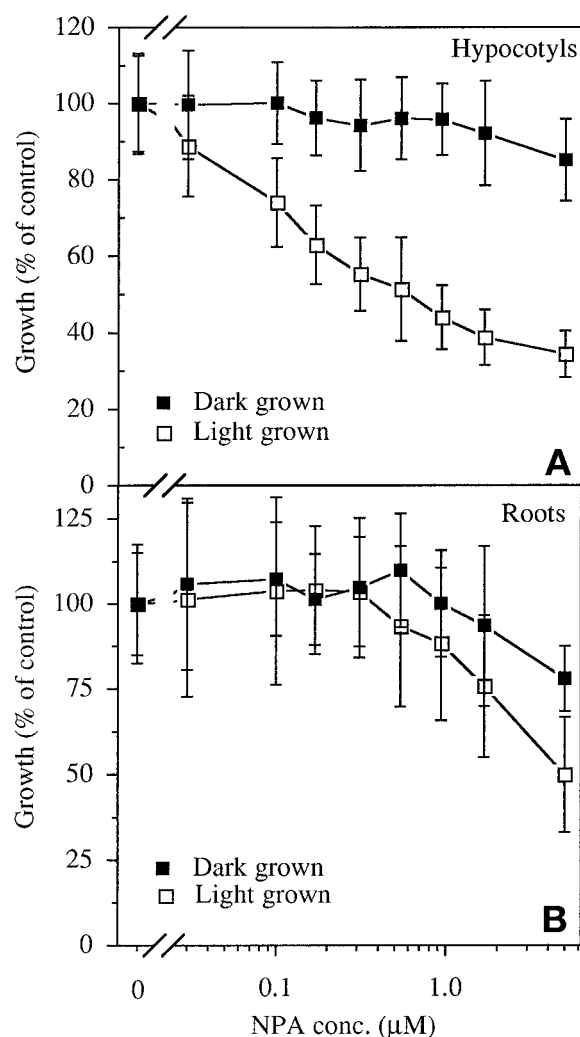 120
Hypocotyls
100
80
60
40
20
0
Growth (% of control)
Dark grown
Light grown
A
Roots
125
100
75
50
25
0
Growth (% of control)
Dark grown
Light grown
B
0
0.1
1.0
NPA conc. (μM)